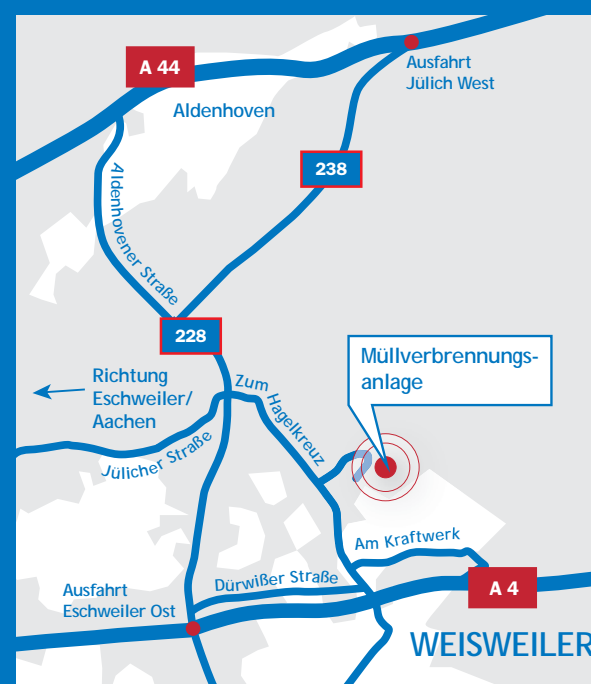 A 44
Ausfahrt
Jülich West
Aldenhoven
238
Aldenhovener Straße
228
Müllverbrennungs-
anlage
Richtung
Eschweiler/
Aachen
Zum Hagelkreuz
Jülicher Straße
Am Kraftwerk
Dürwißer Straße
Ausfahrt
Eschweiler Ost
A 4
WEISWEILER